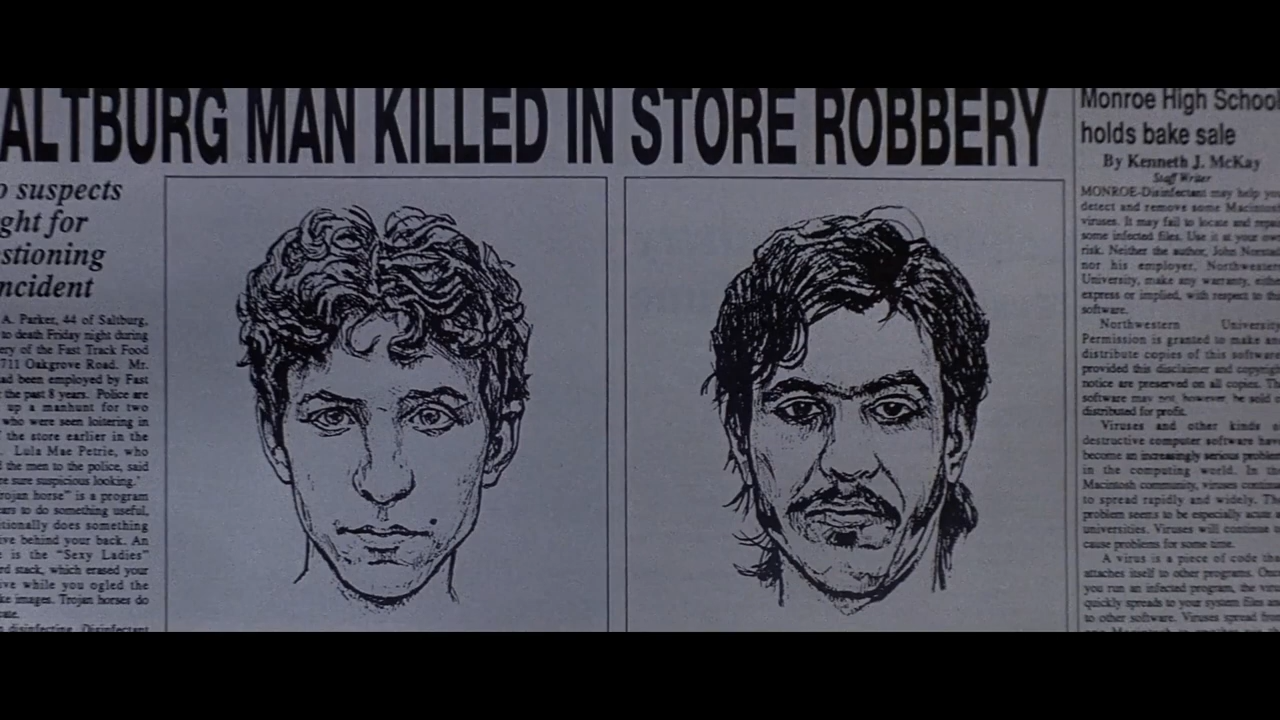 ALTBURG MAN KILLED IN STORE ROBBERY
o suspects
ght for
estioning
ncident
A. Parker, 44 of Saltburg,
to death Friday night during
ery of the Fast Track Food
711 Oakgrove Road. Mr.
ad been employed by Fast
the past 8 years. Police are
up a manhunt for two
who were seen loitering in
f the store earlier in the
. Lula Mae Petrie, who
d the men to the police, said
re sure suspicious looking.'
rojan horse" is a program
ears to do something useful,
itionally does something
ive behind your back. An
e is the "Sexy Ladies"
rd stack, which erased your
ive while you ogled the
ke images. Trojan horses do
cate.
n disinfecting. Disinfectant
Monroe High School
holds bake sale
By Kenneth J. McKay
Staff Writer
MONROE-Disinfectant may help you
detect and remove some Macintosh
viruses. It may fail to locate and repair
some infected files. Use it at your own
risk. Neither the author, John Norstad,
nor his employer, Northwestern
University, make any warranty, either
express or implied, with respect to this
software.
Northwestern University
Permission is granted to make and
distribute copies of this software
provided this disclaimer and copyright
notice are preserved on all copies. The
software may not, however, be sold or
distributed for profit.
Viruses and other kinds of
destructive computer software have
become an increasingly serious problem
in the computing world. In the
Macintosh community, viruses continue
to spread rapidly and widely. The
problem seems to be especially acute at
universities. Viruses will continue to
cause problems for some time.
A virus is a piece of code that
attaches itself to other programs. Once
you run an infected program, the virus
quickly spreads to your system files and
to other software. Viruses spread from